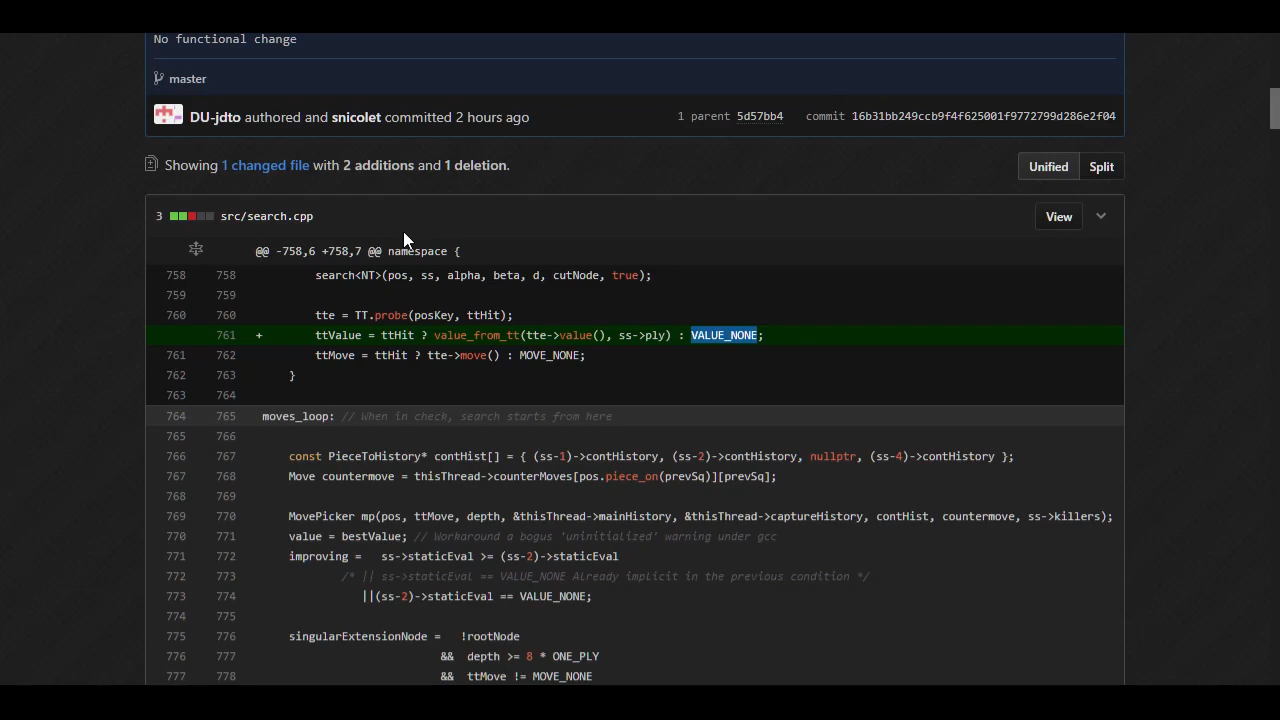 No functional change
master
DU-jdto authored and snicolet committed 2 hours ago 1 parent 5d57bb4 commit 16b31bb249ccb9f4f625001f9772799d286e2f04
Showing 1 changed file with 2 additions and 1 deletion. Unified Split
3 src/search.cpp View
@@ -758,6 +758,7 @@ namespace {
758 758 search<NT>(pos, ss, alpha, beta, d, cutNode, true);
759 759
760 760 tte = TT.probe(posKey, ttHit);
761 + ttValue = ttHit ? value_from_tt(tte->value(), ss->ply) : VALUE_NONE;
761 762 ttMove = ttHit ? tte->move() : MOVE_NONE;
762 763 }
763 764
764 765 moves_loop: // When in check, search starts from here
765 766
766 767 const PieceToHistory* contHist[] = { (ss-1)->contHistory, (ss-2)->contHistory, nullptr, (ss-4)->contHistory };
767 768 Move countermove = thisThread->counterMoves[pos.piece_on(prevSq)][prevSq];
768 769
769 770 MovePicker mp(pos, ttMove, depth, &thisThread->mainHistory, &thisThread->captureHistory, contHist, countermove, ss->killers);
770 771 value = bestValue; // Workaround a bogus 'uninitialized' warning under gcc
771 772 improving = ss->staticEval >= (ss-2)->staticEval
772 773 /* || ss->staticEval == VALUE_NONE Already implicit in the previous condition */
773 774 ||(ss-2)->staticEval == VALUE_NONE;
774 775
775 776 singularExtensionNode = !rootNode
776 777 && depth >= 8 * ONE_PLY
777 778 && ttMove != MOVE_NONE